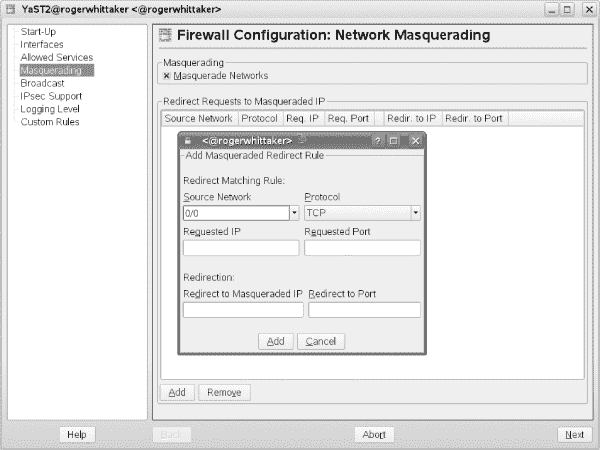 YaST2@rogerwhittaker <@rogerwhittaker>
Start-Up
Interfaces
Allowed Services
Masquerading
Broadcast
IPsec Support
Logging Level
Custom Rules
Firewall Configuration: Network Masquerading
Masquerading
Masquerade Networks
Redirect Requests to Masqueraded IP
Source Network Protocol Req. IP Req. Port Redir. to IP Redir. to Port
<@rogerwhittaker>
Add Masqueraded Redirect Rule
Redirect Matching Rule:
Source Network Protocol
0/0 TCP
Requested IP Requested Port
Redirection:
Redirect to Masqueraded IP Redirect to Port
Add Cancel
Add Remove
Help Back Abort Next